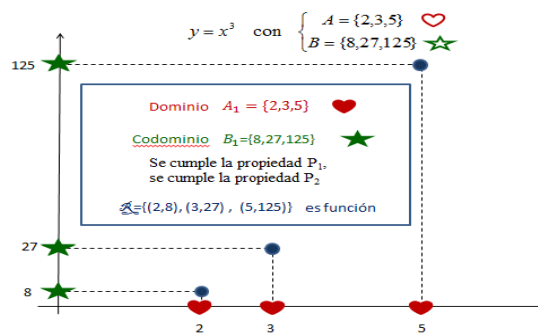 y = x³ con { A = {2,3,5}
B = {8,27,125}
125
Dominio A₁ = {2,3,5}
Codominio B₁={8,27,125}
Se cumple la propiedad P₁,
se cumple la propiedad P₂
ℛ={(2,8), (3,27) , (5,125)} es función
27
8
2 3 5